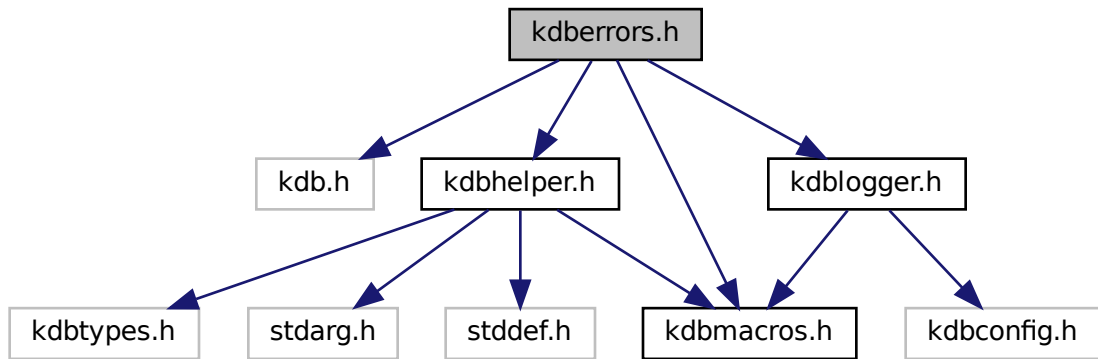 kdberrors.h
kdb.h
kdbhelper.h
kdblogger.h
kdbtypes.h
stdarg.h
stddef.h
kdbmacros.h
kdbconfig.h